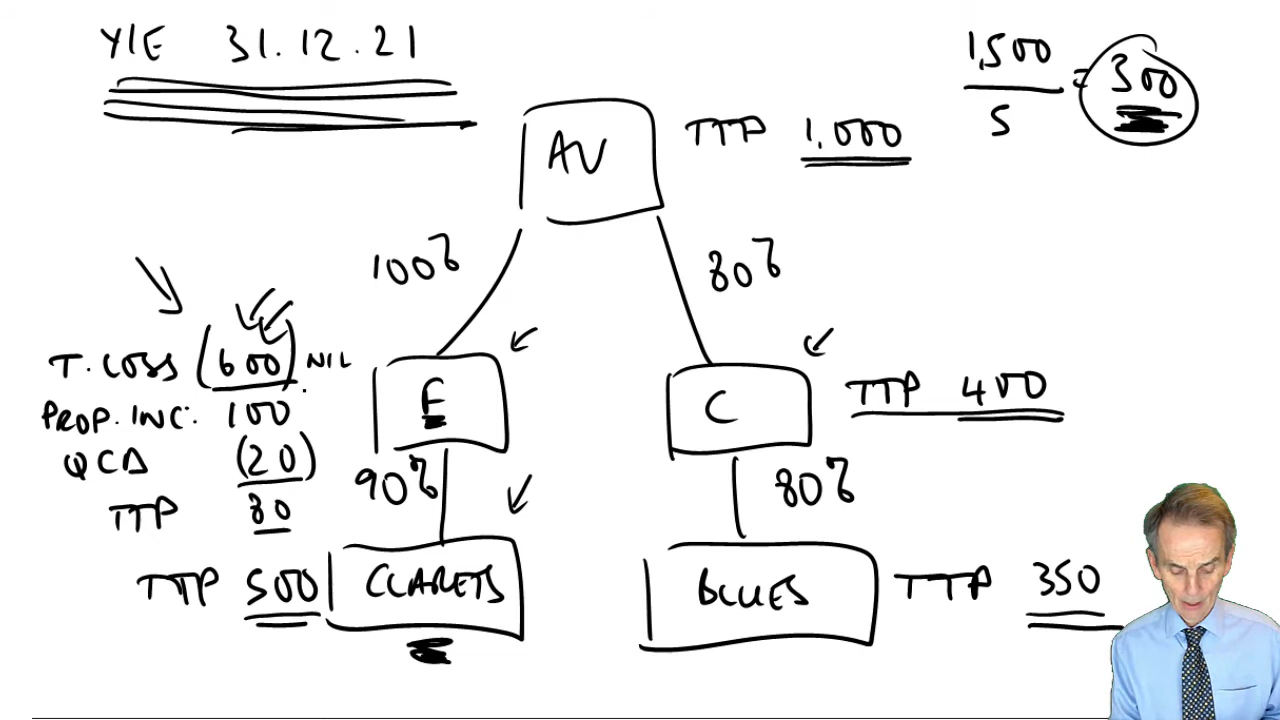 Y/E 31.12.21
1,500
5
= 300
AV
TTP 1,000
100%
80%
T. LOSS (600) NIL
PROP. INC. 100
QCD (20)
TTP 80
F
C
TTP 400
90%
80%
TTP 500
CLARETS
BLUES
TTP 350